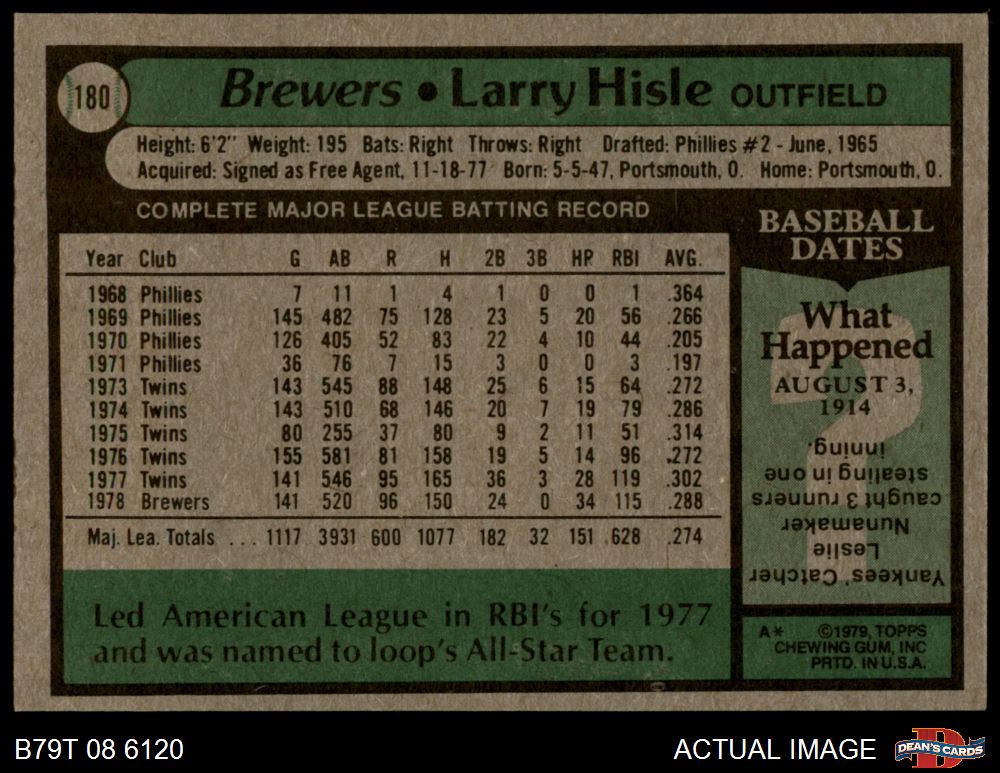 180
Brewers • Larry Hisle OUTFIELD
Height: 6'2" Weight: 195 Bats: Right Throws: Right Drafted: Phillies #2 - June, 1965
Acquired: Signed as Free Agent, 11-18-77 Born: 5-5-47, Portsmouth, O. Home: Portsmouth, O.
COMPLETE MAJOR LEAGUE BATTING RECORD
Year Club G AB R H 2B 3B HR RBI AVG.
1968 Phillies 7 11 1 4 1 0 0 1 .364
1969 Phillies 145 482 75 128 23 5 20 56 .266
1970 Phillies 126 405 52 83 22 4 10 44 .205
1971 Phillies 36 76 7 15 3 0 0 3 .197
1973 Twins 143 545 88 148 25 6 15 64 .272
1974 Twins 143 510 68 146 20 7 19 79 .286
1975 Twins 80 255 37 80 9 2 11 51 .314
1976 Twins 155 581 81 158 19 5 14 96 .272
1977 Twins 141 546 95 165 36 3 28 119 .302
1978 Brewers 141 520 96 150 24 0 34 115 .288
Maj. Lea. Totals ... 1117 3931 600 1077 182 32 151 628 .274
Led American League in RBI's for 1977
and was named to loop's All-Star Team.
BASEBALL
DATES
What
Happened
AUGUST 3,
1914
Yankees' Catcher
Leslie
Nunamaker
caught 3 runners
stealing in one
inning.
A* ©1979, TOPPS
CHEWING GUM, INC
PRTD. IN U.S.A.
B79T 08 6120
ACTUAL IMAGE
DEAN'S CARDS